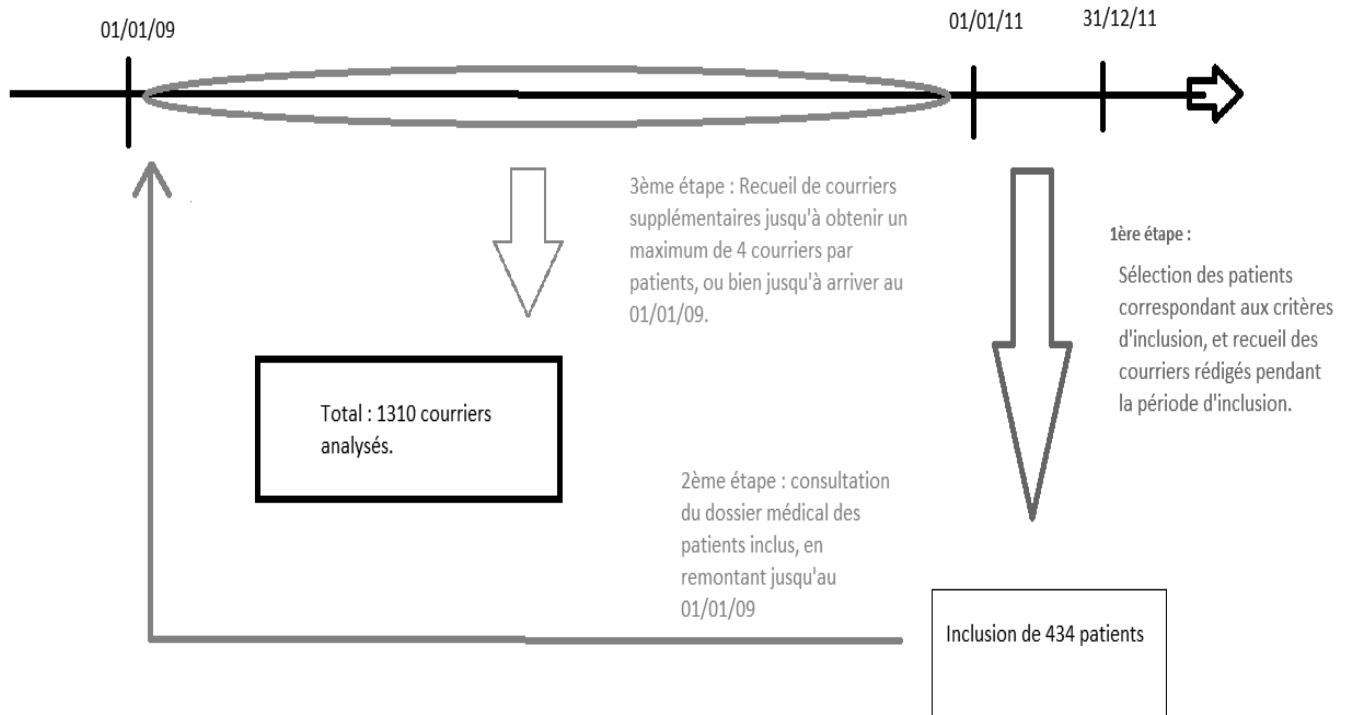 01/01/09
01/01/11
31/12/11
3ème étape : Recueil de courriers
supplémentaires jusqu'à obtenir un
maximum de 4 courriers par
patients, ou bien jusqu'à arriver au
01/01/09.
1ère étape :
Sélection des patients
correspondant aux critères
d'inclusion, et recueil des
courriers rédigés pendant
la période d'inclusion.
Total : 1310 courriers
analysés.
2ème étape : consultation
du dossier médical des
patients inclus, en
remontant jusqu'au
01/01/09
Inclusion de 434 patients